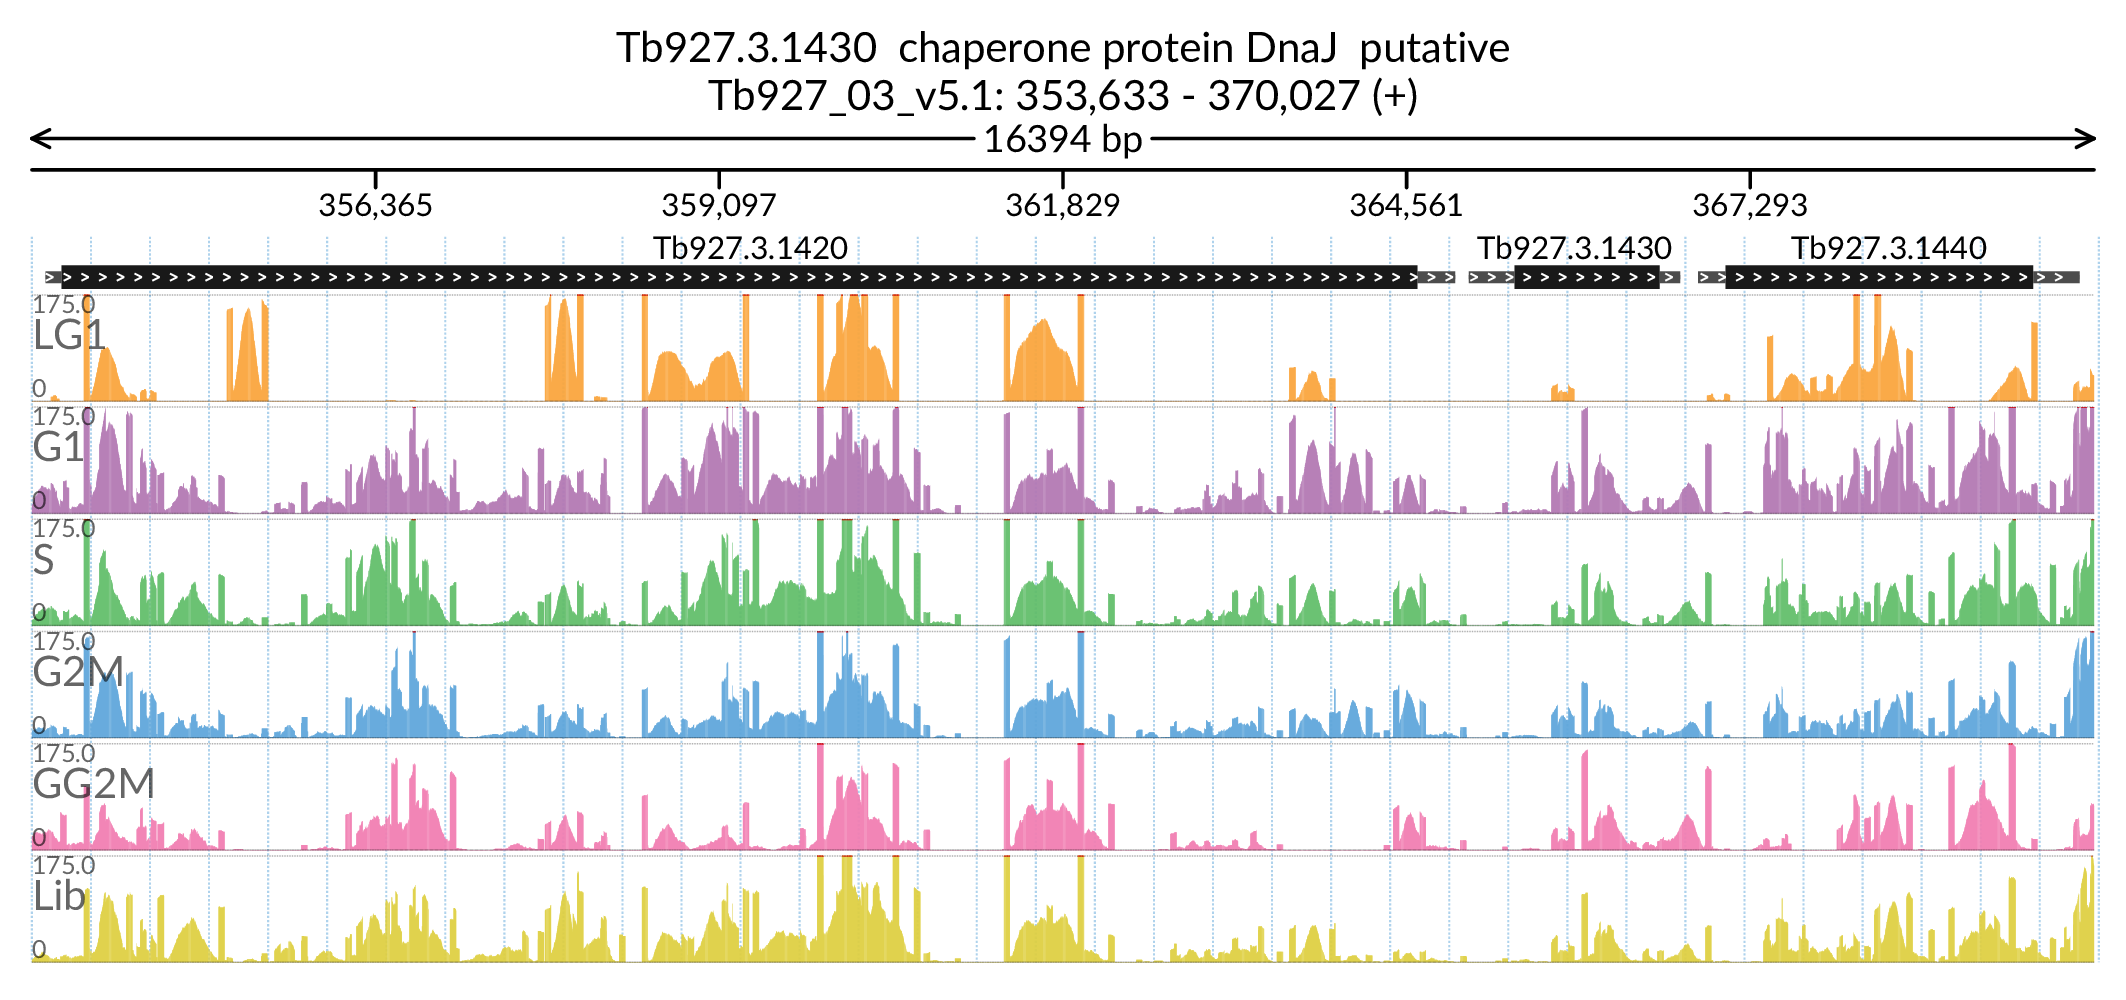 Tb927.3.1430 chaperone protein DnaJ putative
Tb927_03_v5.1: 353,633 - 370,027 (+)
16394 bp
356,365 359,097 361,829 364,561 367,293
Tb927.3.1420 Tb927.3.1430 Tb927.3.1440
175.0
LG1
0
175.0
G1
0
175.0
S
0
175.0
G2M
0
175.0
GG2M
0
175.0
Lib
0